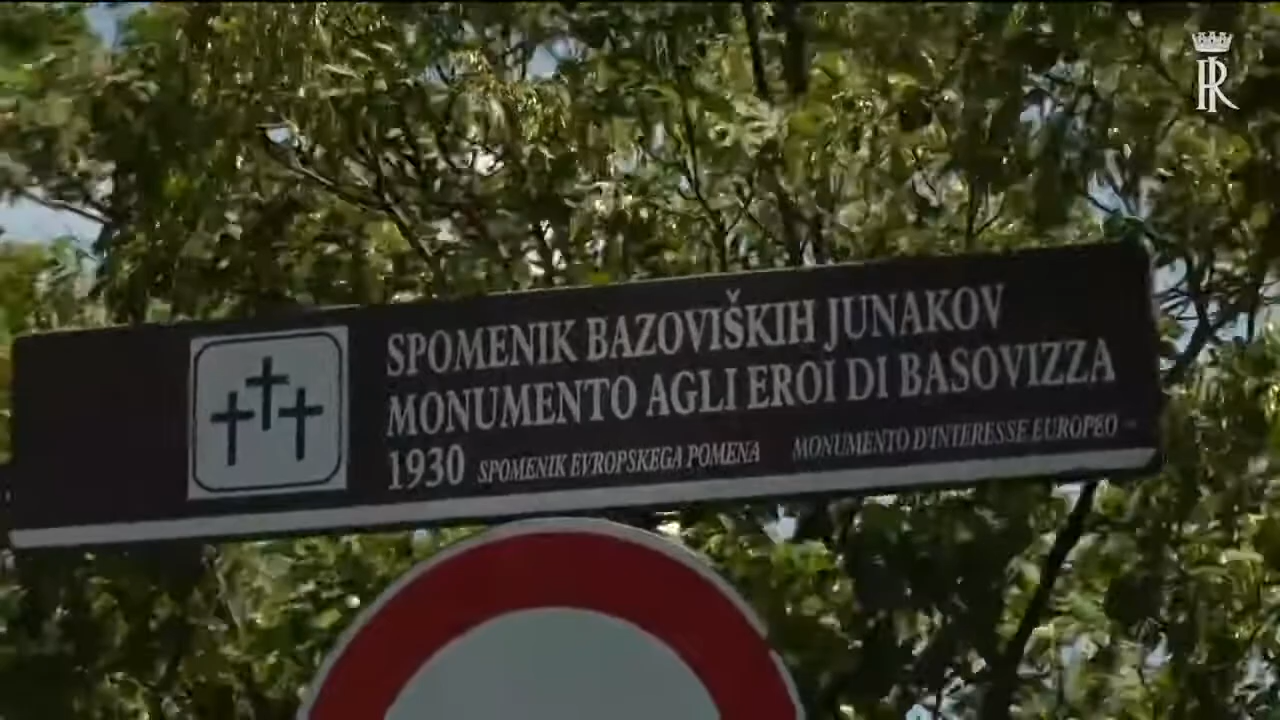 SPOMENIK BAZOVIŠKIH JUNAKOV
MONUMENTO AGLI EROI DI BASOVIZZA
1930 SPOMENIK EVROPSKEGA POMENA MONUMENTO D'INTERESSE EUROPEO